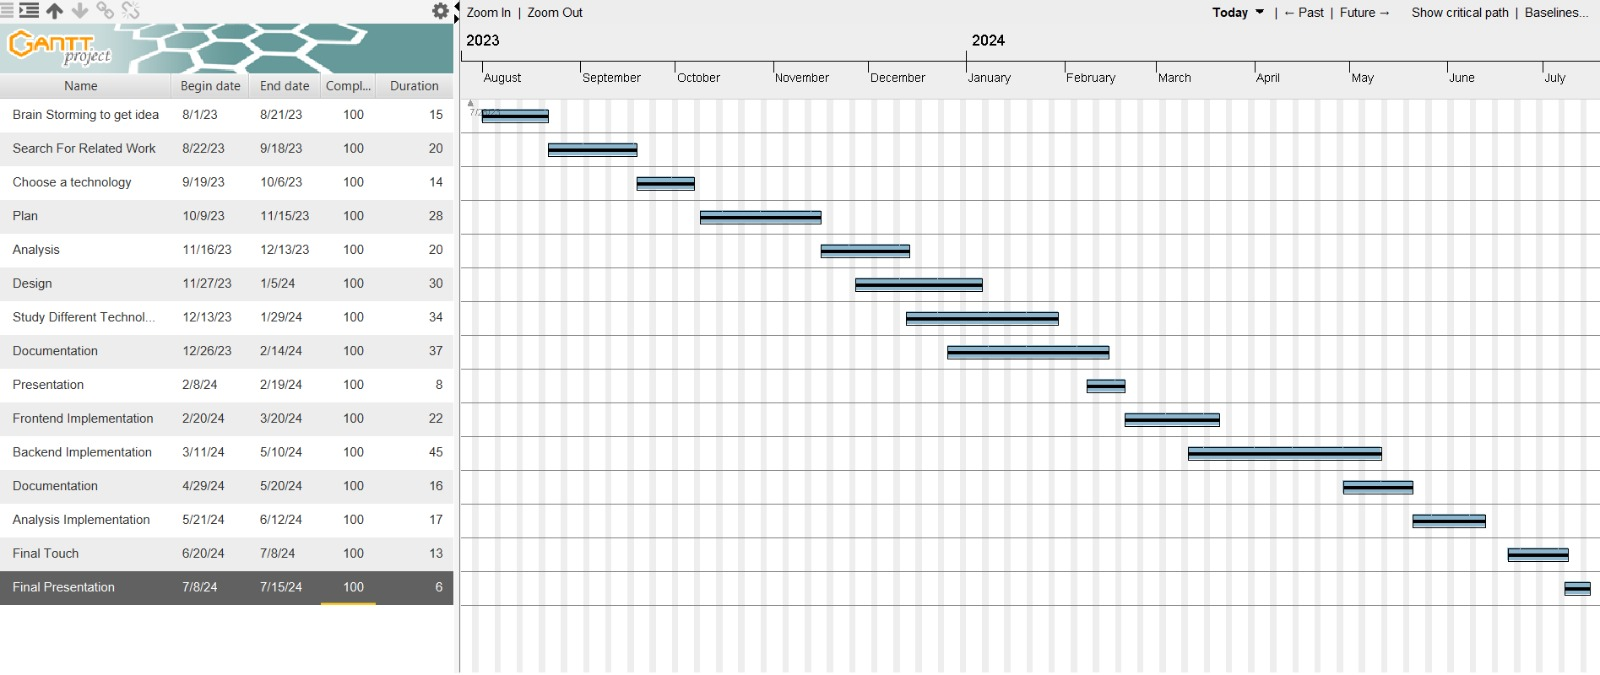 Zoom In | Zoom Out
Today ▼ | ← Past | Future → Show critical path | Baselines...
GANTT
project
2023 2024
Name Begin date End date Compl... Duration
August September October November December January February March April May June July
Brain Storming to get idea 8/1/23 8/21/23 100 15
Search For Related Work 8/22/23 9/18/23 100 20
Choose a technology 9/19/23 10/6/23 100 14
Plan 10/9/23 11/15/23 100 28
Analysis 11/16/23 12/13/23 100 20
Design 11/27/23 1/5/24 100 30
Study Different Technol... 12/13/23 1/29/24 100 34
Documentation 12/26/23 2/14/24 100 37
Presentation 2/8/24 2/19/24 100 8
Frontend Implementation 2/20/24 3/20/24 100 22
Backend Implementation 3/11/24 5/10/24 100 45
Documentation 4/29/24 5/20/24 100 16
Analysis Implementation 5/21/24 6/12/24 100 17
Final Touch 6/20/24 7/8/24 100 13
Final Presentation 7/8/24 7/15/24 100 6